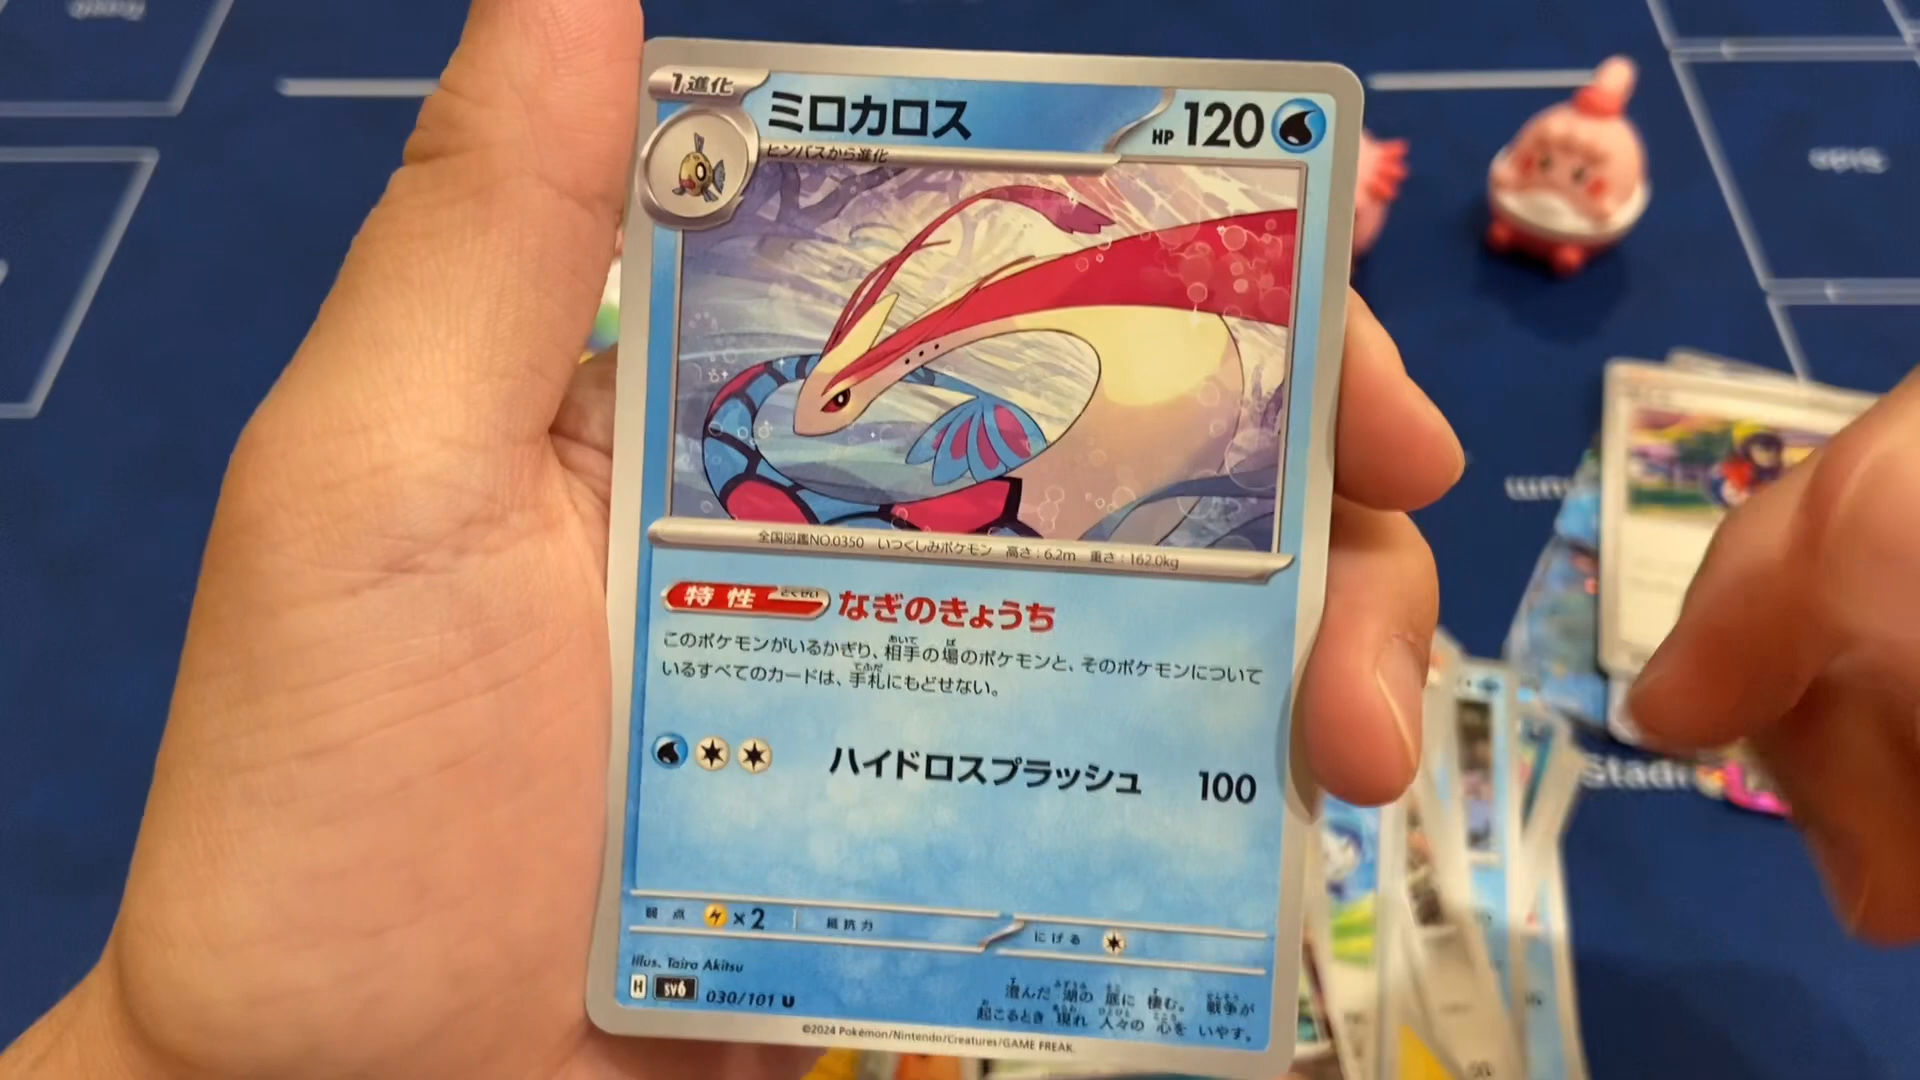 1進化
ミロカロス
HP 120
ヒンバスから進化
全国図鑑NO.0350 いつくしみポケモン 高さ:6.2m 重さ:162.0kg
特性 とくせい なぎのきょうち
このポケモンがいるかぎり、相手の場のポケモンと、そのポケモンについて
いるすべてのカードは、手札にもどせない。
ハイドロスプラッシュ 100
弱点 ×2 抵抗力 にげる
Illus. Taira Akitsu
H SV6 030/101 U
澄んだ 湖の 底に 棲む。 戦争が
起こるとき 現れ 人々の 心を いやす。
©2024 Pokémon/Nintendo/Creatures/GAME FREAK.